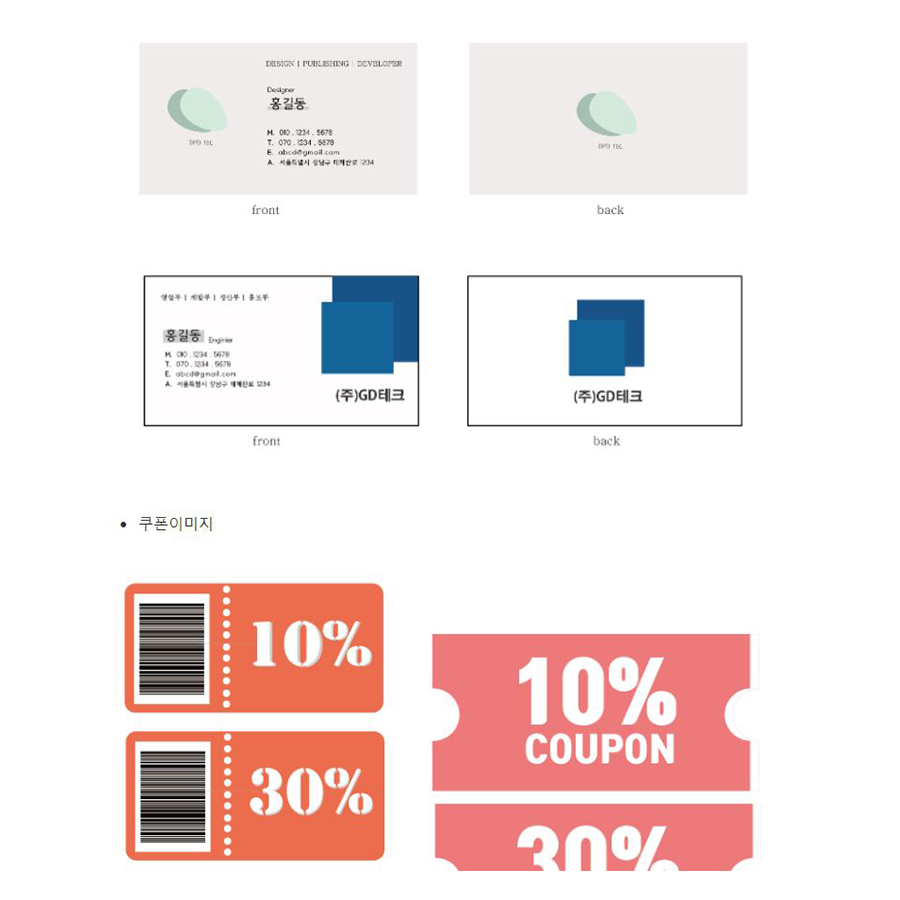 DESIGN | PUBLISHING | DEVELOPER
Designer
홍길동
M. 010 . 1234 . 5678
T. 070 . 1234 . 5678
E. abcd@gmail.com
A. 서울특별시 강남구 테헤란로 1234
front
back
영업부 | 개발부 | 생산부 | 홍보부
홍길동 Enginier
M. 010 . 1234 . 5678
T. 070 . 1234 . 5678
E. abcd@gmail.com
A. 서울특별시 강남구 테헤란로 1234
(주)GD테크
(주)GD테크
front
back
• 쿠폰이미지
10%
30%
10%
COUPON
30%